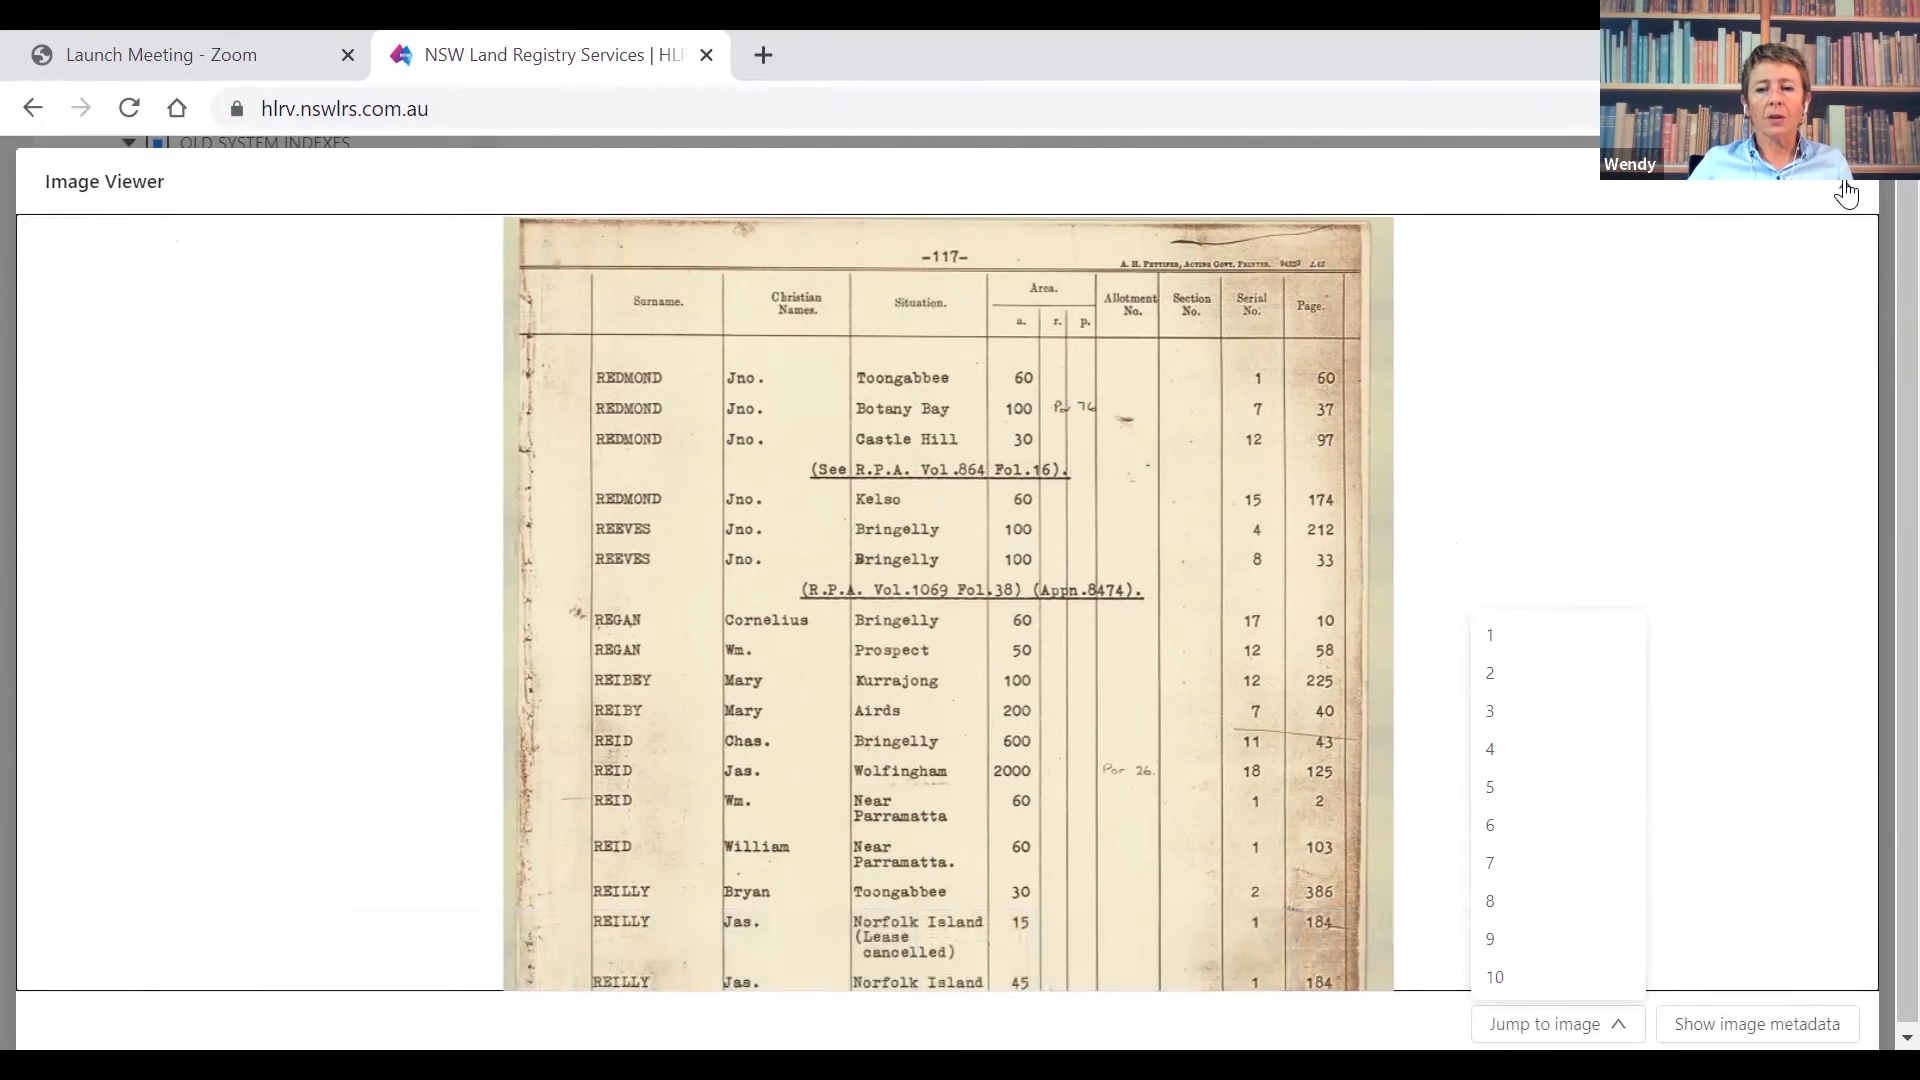 Launch Meeting - Zoom
NSW Land Registry Services | HLR
hlrv.nswlrs.com.au
Wendy
OLD SYSTEM INDEXES
Image Viewer
-117-
A. H. Pettifer, Acting Govt. Printer.
Surname. Christian Names. Situation. Area. a. r. p. Allotment No. Section No. Serial No. Page.
REDMOND Jno. Toongabbee 60 1 60
REDMOND Jno. Botany Bay 100 Por 76 7 37
REDMOND Jno. Castle Hill 30 12 97
(See R.P.A. Vol.864 Fol.16).
REDMOND Jno. Kelso 60 15 174
REEVES Jno. Bringelly 100 4 212
REEVES Jno. Bringelly 100 8 33
(R.P.A. Vol.1069 Fol.38) (Appn.8474).
REGAN Cornelius Bringelly 60 17 10
REGAN Wm. Prospect 50 12 58
REIBEY Mary Kurrajong 100 12 225
REIBY Mary Airds 200 7 40
REID Chas. Bringelly 600 11 43
REID Jas. Wolfingham 2000 Por 26. 18 125
REID Wm. Near 60 1 2
Parramatta
REID William Near 60 1 103
Parramatta.
REILLY Bryan Toongabbee 30 2 386
REILLY Jas. Norfolk Island 15 1 184
(Lease
cancelled)
REILLY Jas. Norfolk Island 45 1 184
1
2
3
4
5
6
7
8
9
10
Jump to image
Show image metadata